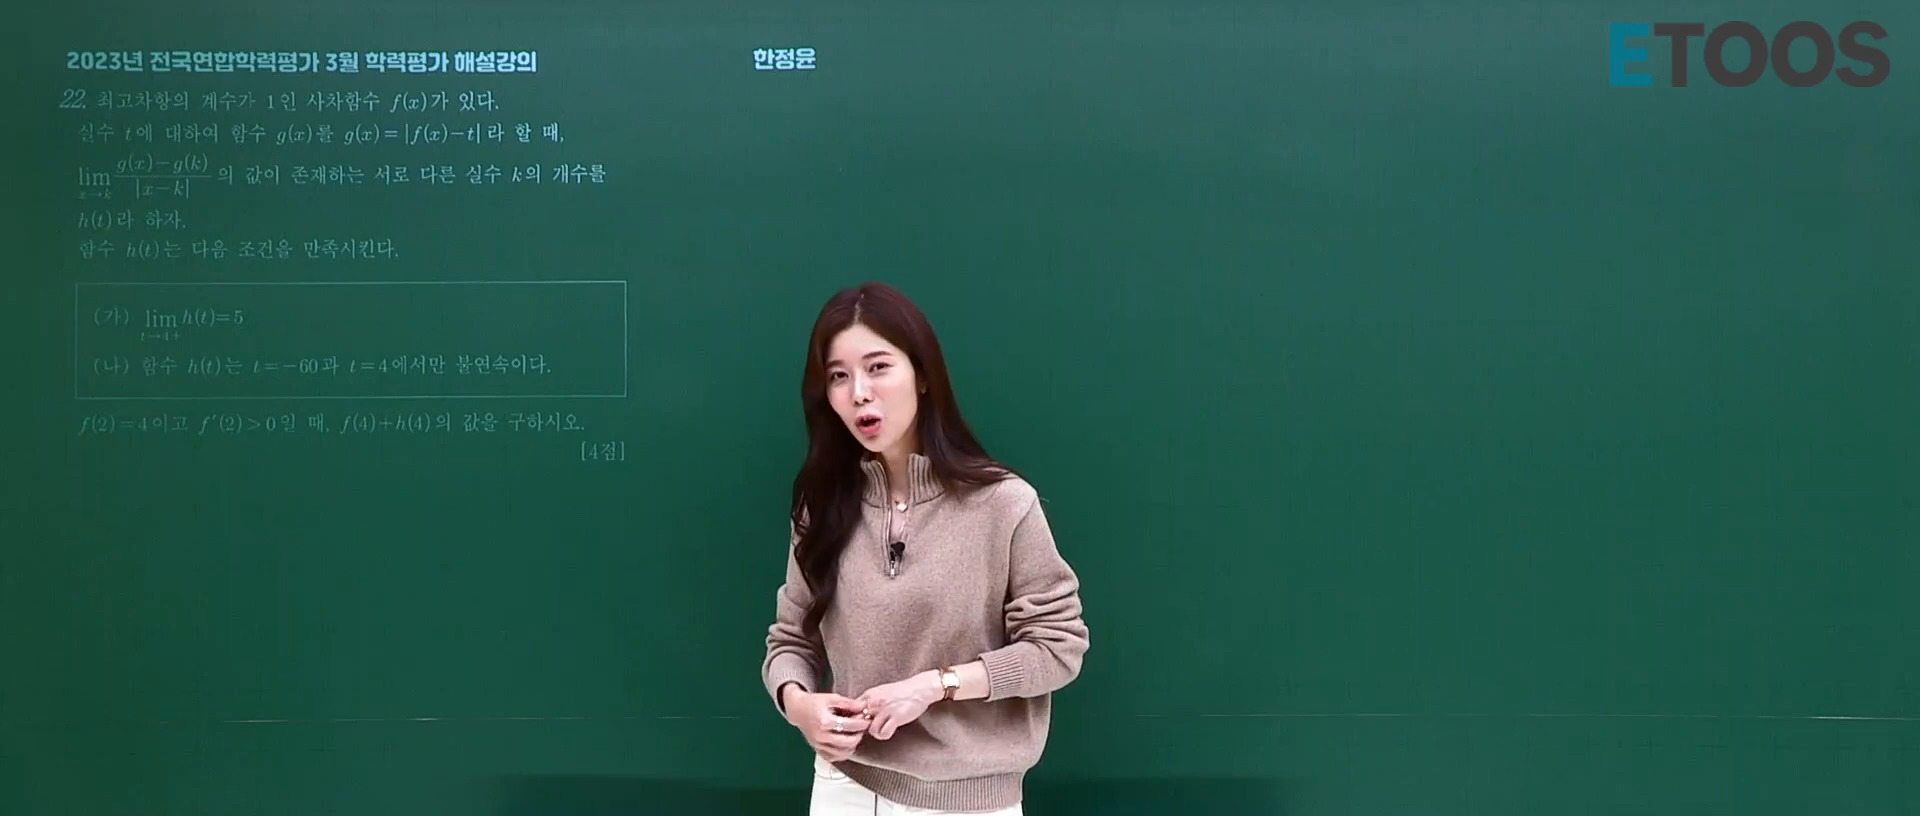 2023년 전국연합학력평가 3월 학력평가 해설강의
한정윤
ETOOS
22. 최고차항의 계수가 1인 사차함수 f(x)가 있다.
실수 t에 대하여 함수 g(x)를 g(x)=|f(x)-t|라 할 때,
lim x→k g(x)-g(k) / |x-k| 의 값이 존재하는 서로 다른 실수 k의 개수를
h(t)라 하자.
함수 h(t)는 다음 조건을 만족시킨다.
(가) lim t→4+ h(t)=5
(나) 함수 h(t)는 t=-60과 t=4에서만 불연속이다.
f(2)=4이고 f'(2)>0일 때, f(4)+h(4)의 값을 구하시오.
[4점]